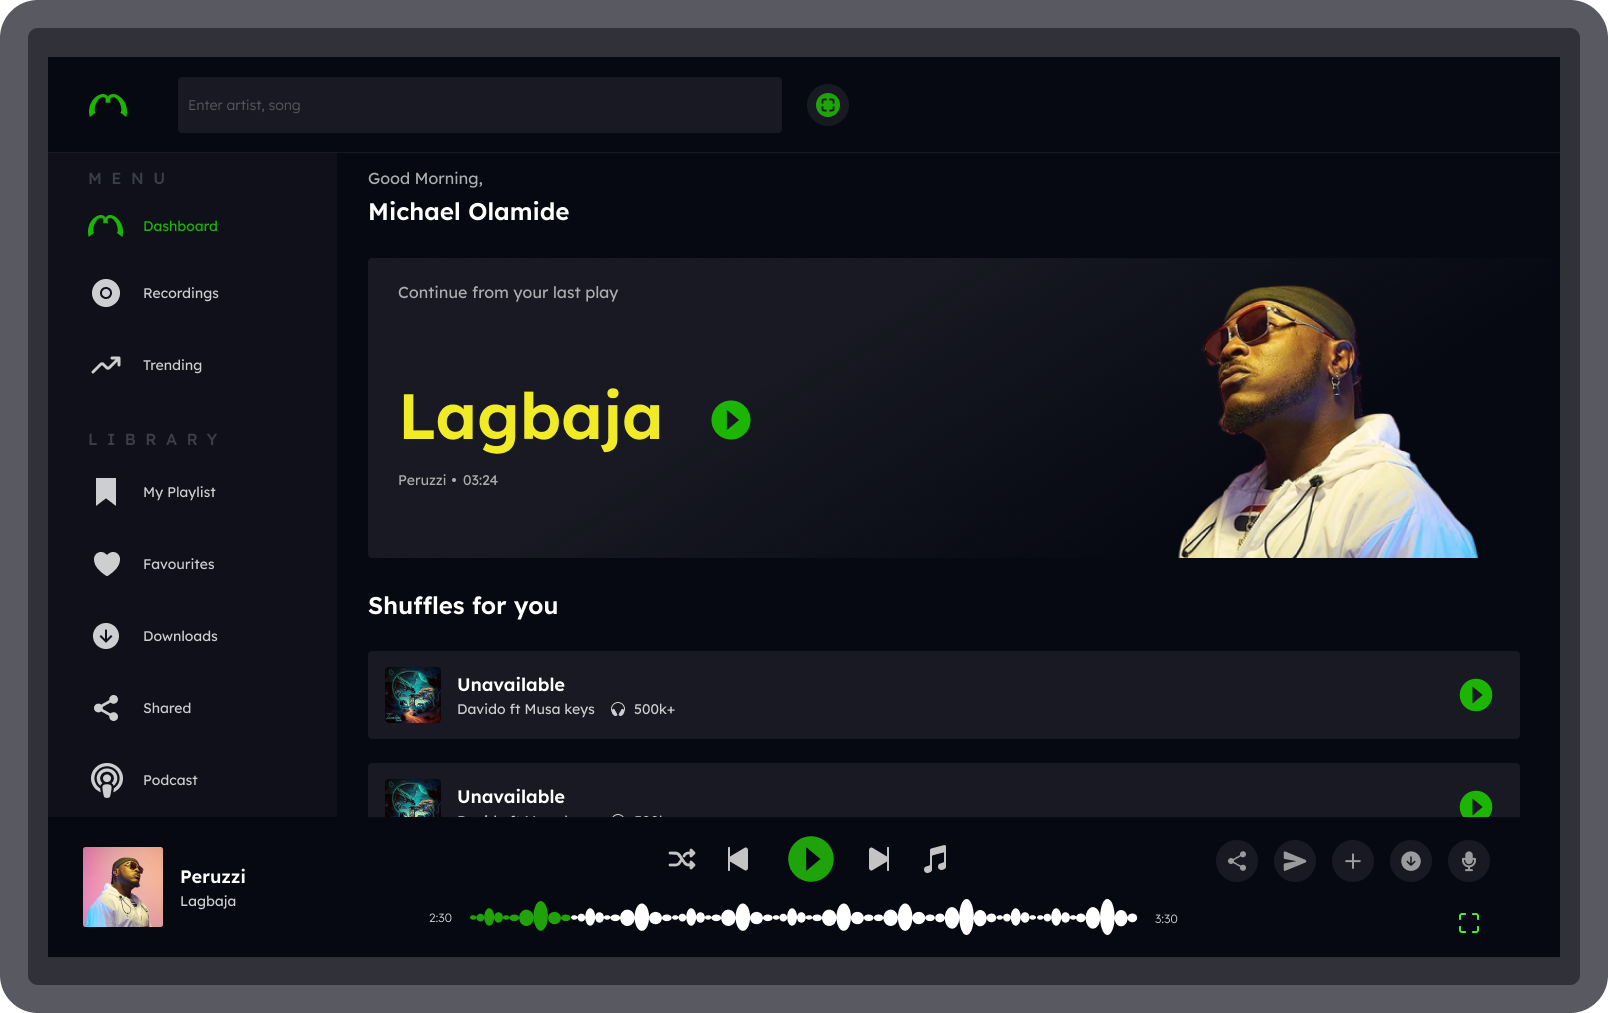 Enter artist, song
MENU
Dashboard
Recordings
Trending
LIBRARY
My Playlist
Favourites
Downloads
Shared
Podcast
Good Morning,
Michael Olamide
Continue from your last play
Lagbaja
Peruzzi • 03:24
Shuffles for you
Unavailable
Davido ft Musa keys 500k+
Unavailable
Peruzzi
Lagbaja
2:30
3:30